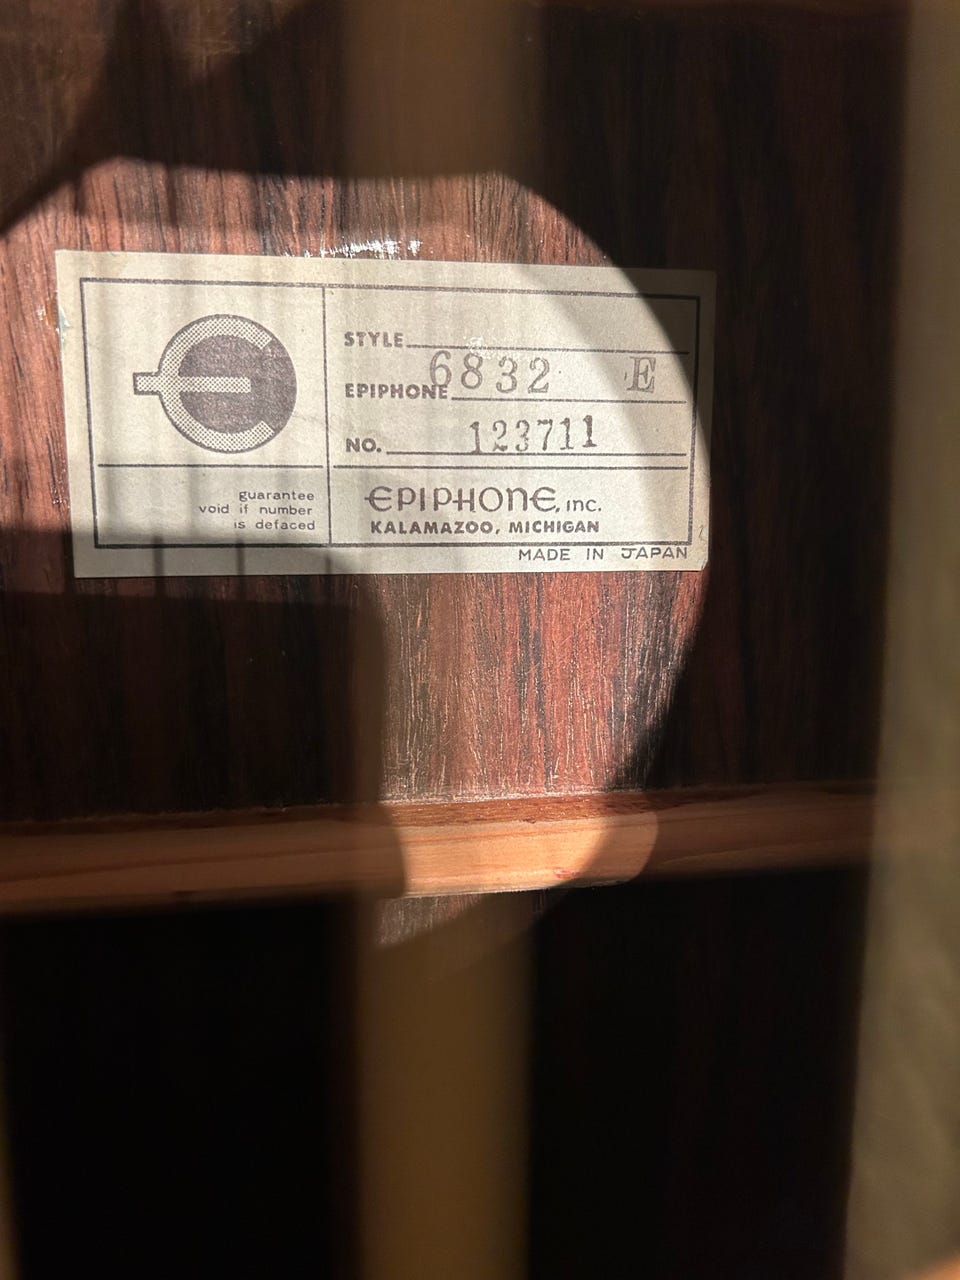 STYLE
EPIPHONE 6832 E
NO. 123711
guarantee
void if number
is defaced
EPIPHONE, INC.
KALAMAZOO, MICHIGAN
MADE IN JAPAN